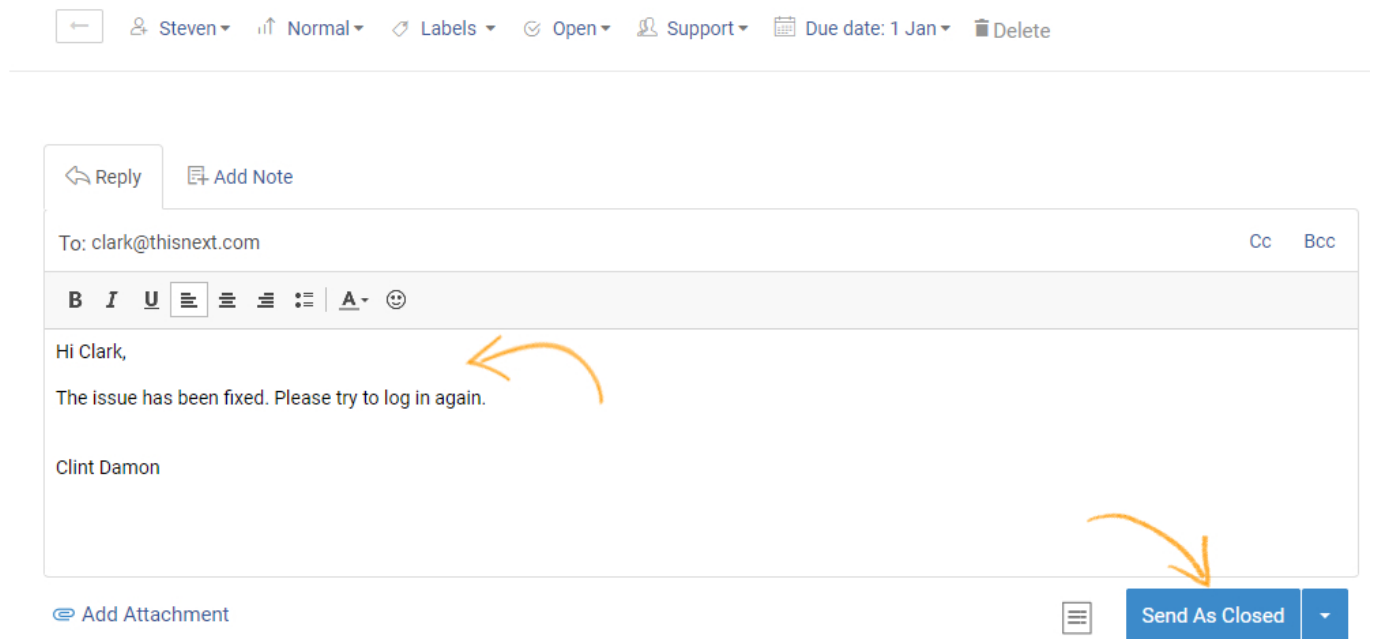 Steven Normal Labels Open Support Due date: 1 Jan Delete
Reply Add Note
To: clark@thisnext.com Cc Bcc
B I U A
Hi Clark,
The issue has been fixed. Please try to log in again.
Clint Damon
Add Attachment Send As Closed